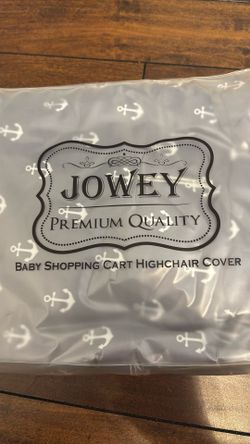 JOWEY
PREMIUM QUALITY
BABY SHOPPING CART HIGHCHAIR COVER